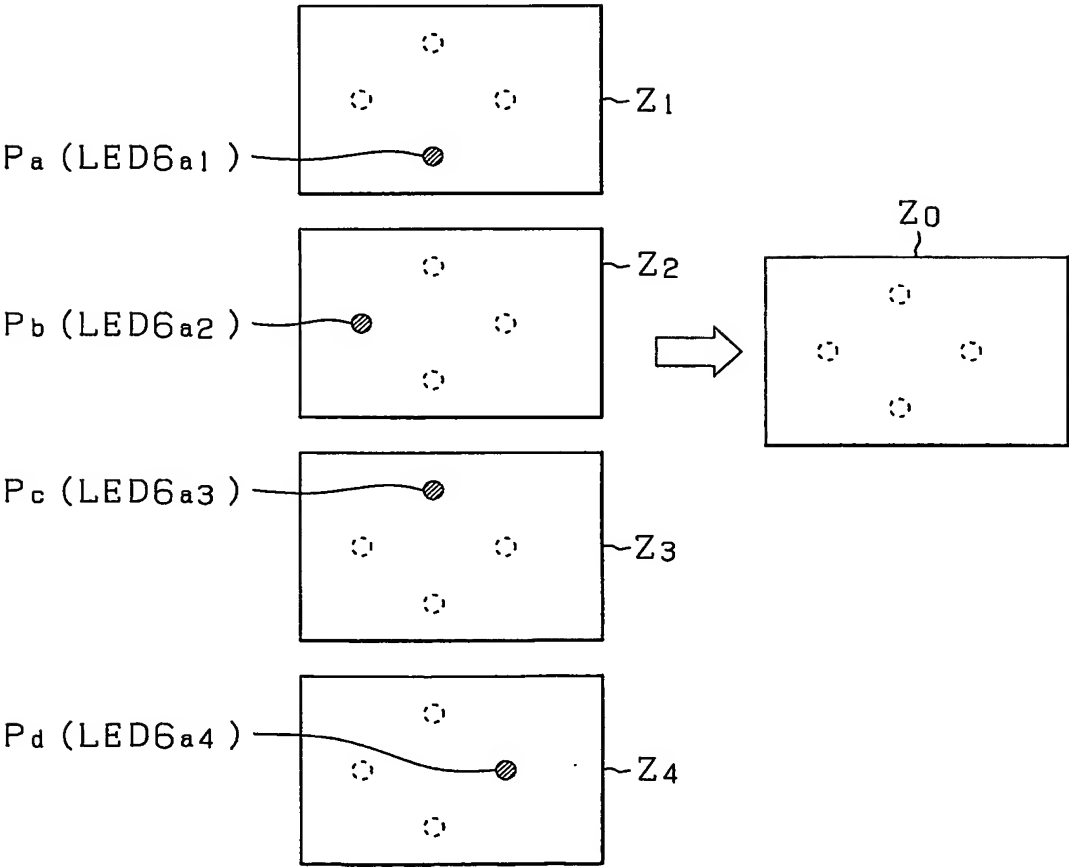 Z1
Pa (LED6a1)
Z0
Z2
Pb (LED6a2)
Pc (LED6a3)
Z3
Pd (LED6a4)
Z4